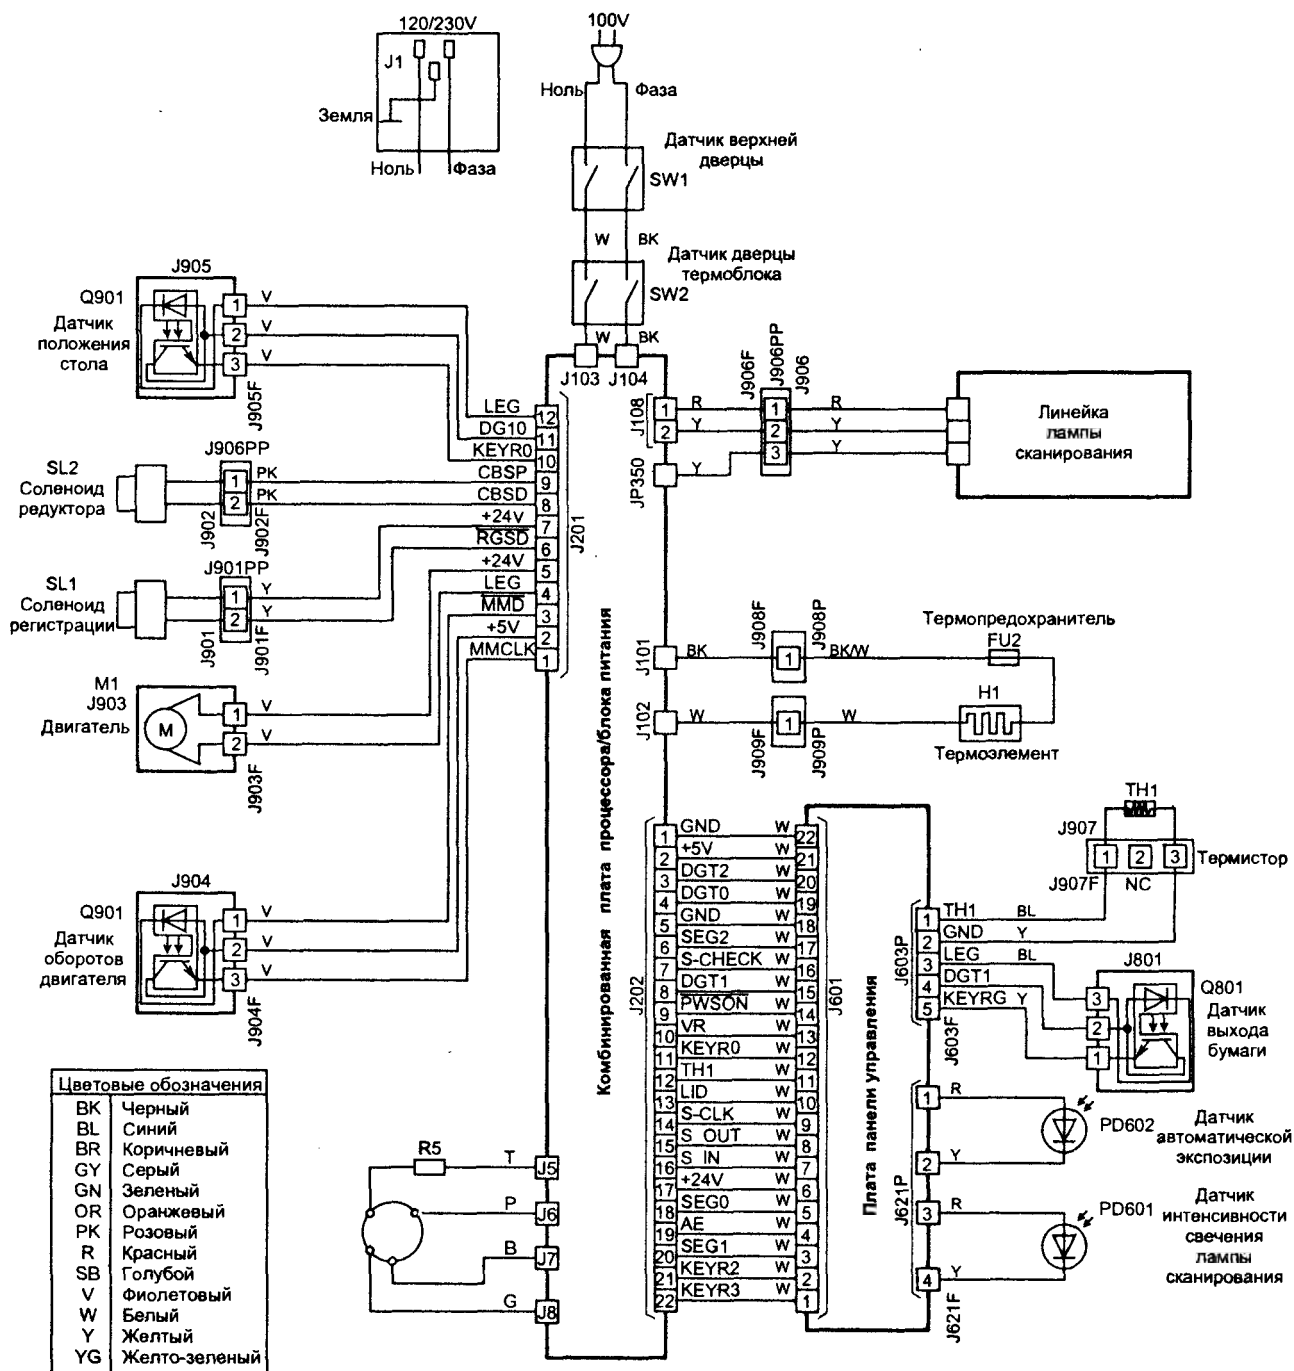 120/230V
J1
Земля
Ноль
Фаза
100V
Ноль
Фаза
Датчик верхней
дверцы
SW1
W
BK
Датчик дверцы
термоблока
SW2
W
BK
J103
J104
J905
Q901
Датчик
положения
стола
1
2
3
V
V
V
J905F
LEG
DG10
KEYR0
CBSP
CBSD
+24V
RGSD
+24V
LEG
MMD
+5V
MMCLK
12
11
10
9
8
7
6
5
4
3
2
1
J201
J906PP
SL2
Соленоид
редуктора
1
2
PK
PK
J902
J902F
J901PP
SL1
Соленоид
регистрации
1
2
Y
Y
J901
J901F
M1
J903
Двигатель
M
1
2
V
V
J903F
J904
Q901
Датчик
оборотов
двигателя
1
2
3
V
V
V
J904F
Комбинированная плата процессора/блока питания
J108
1
2
R
Y
JP350
Y
J906F
J906PP
J906
1
2
3
R
Y
Y
Линейка
лампы
сканирования
J101
BK
J908F
J908P
1
BK/W
Термопредохранитель
FU2
J102
W
J909F
J909P
1
W
H1
Термоэлемент
J202
1 GND W 22
2 +5V W 21
3 DGT2 W 20
4 DGT0 W 19
5 GND W 18
6 SEG2 W 17
7 S-CHECK W 16
8 DGT1 W 15
9 PWSON W 14
10 VR W 13
11 KEYR0 W 12
12 TH1 W 11
13 LID W 10
14 S-CLK W 9
15 S OUT W 8
16 S IN W 7
17 +24V W 6
18 SEG0 W 5
19 AE W 4
20 SEG1 W 3
21 KEYR2 W 2
22 KEYR3 W 1
J601
Плата панели управления
TH1
J907
1
2
3
Термистор
J907F
NC
J603P
1 TH1 BL
2 GND Y
3 LEG BL
4 DGT1
5 KEYRG Y
J603F
J801
3
2
1
Q801
Датчик
выхода
бумаги
1
R
2
Y
PD602
Датчик
автоматической
экспозиции
J621P
3
R
4
Y
J621F
PD601
Датчик
интенсивности
свечения
лампы
сканирования
R5
T
J5
P
J6
B
J7
G
J8
Цветовые обозначения
BK Черный
BL Синий
BR Коричневый
GY Серый
GN Зеленый
OR Оранжевый
PK Розовый
R Красный
SB Голубой
V Фиолетовый
W Белый
Y Желтый
YG Желто-зеленый